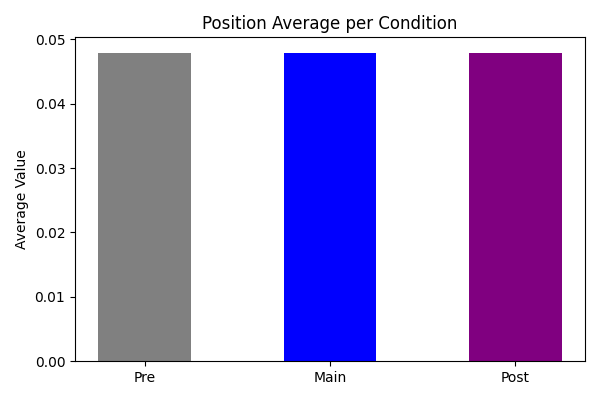 Position Average per Condition
Average Value
0.05
0.04
0.03
0.02
0.01
0.00
Pre
Main
Post